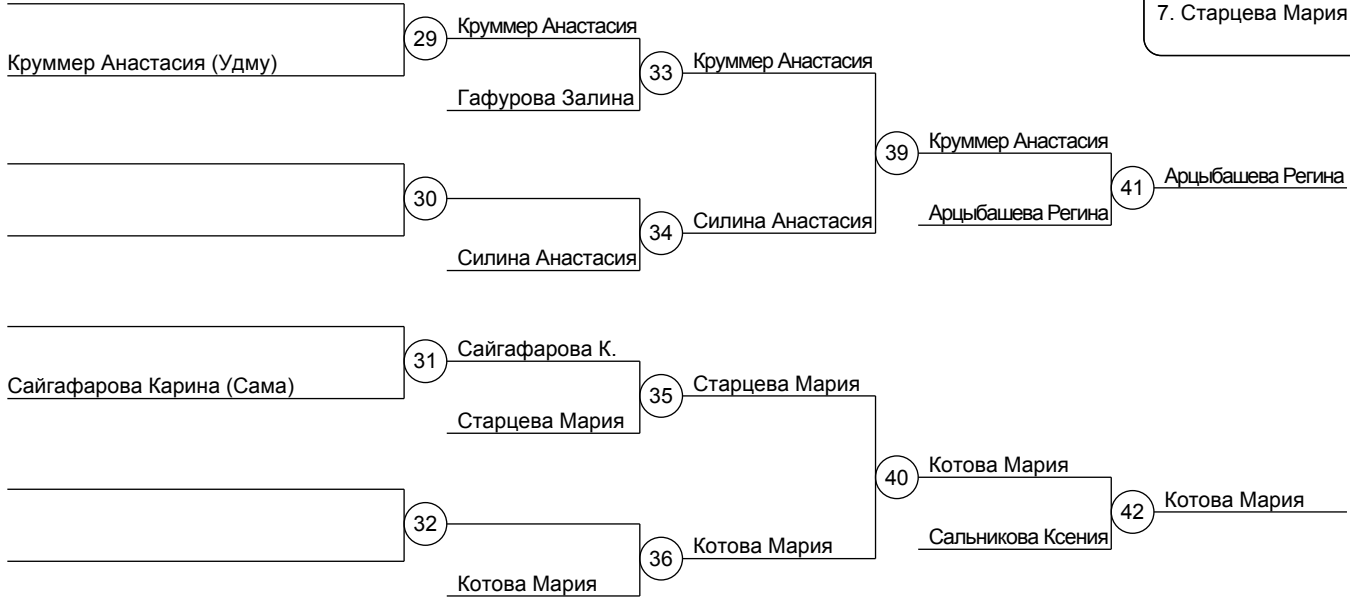 7. Старцева Мария
29
Круммер Анастасия
Круммер Анастасия (Удму)
33
Круммер Анастасия
Гафурова Залина
39
Круммер Анастасия
41
Арцыбашева Регина
30
34
Силина Анастасия
Арцыбашева Регина
Силина Анастасия
31
Сайгафарова К.
Сайгафарова Карина (Сама)
35
Старцева Мария
Старцева Мария
40
Котова Мария
42
Котова Мария
32
36
Котова Мария
Сальникова Ксения
Котова Мария